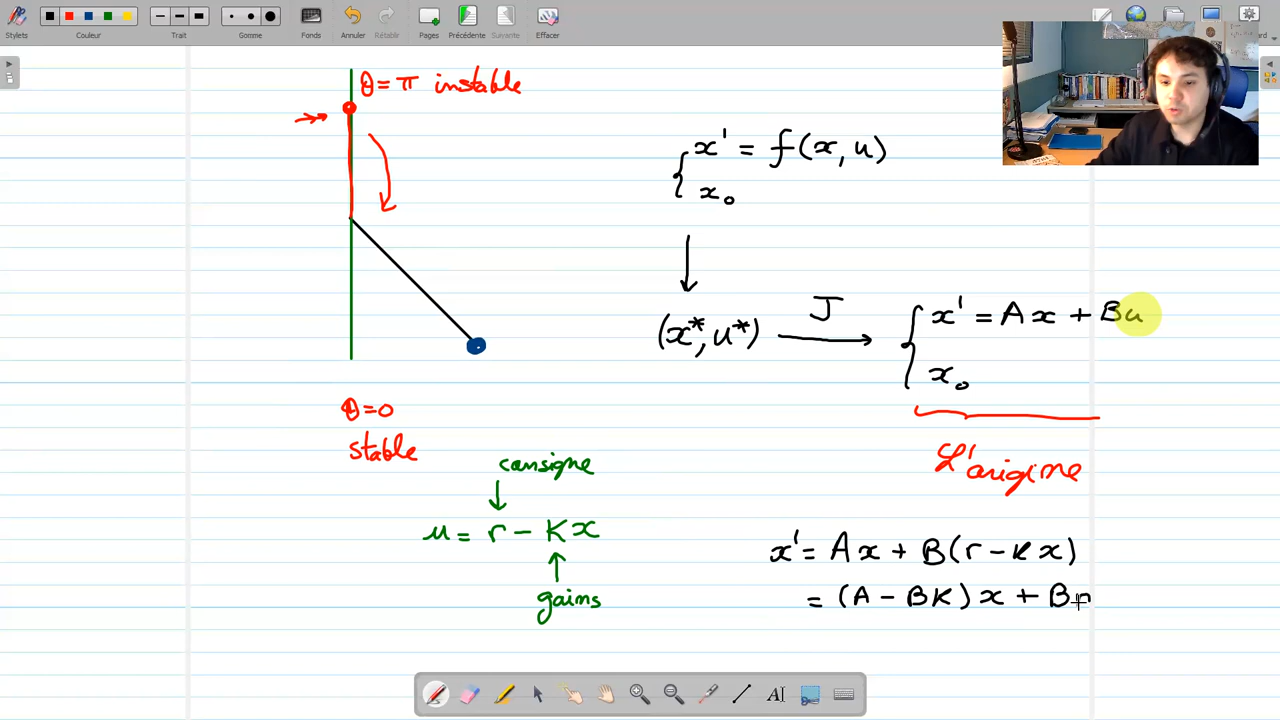 Stylets
Couleur
Trait
Gomme
Fonds
Annuler
Rétablir
Pages
Précédente
Suivante
Effacer
θ = π instable
x' = f(x, u)
x₀
(x*, u*)
J
x' = Ax + Bu
x₀
θ=0
stable
L'origine
consigne
u = r - Kx
gains
x' = Ax + B(r - Kx)
= (A - BK)x + Br